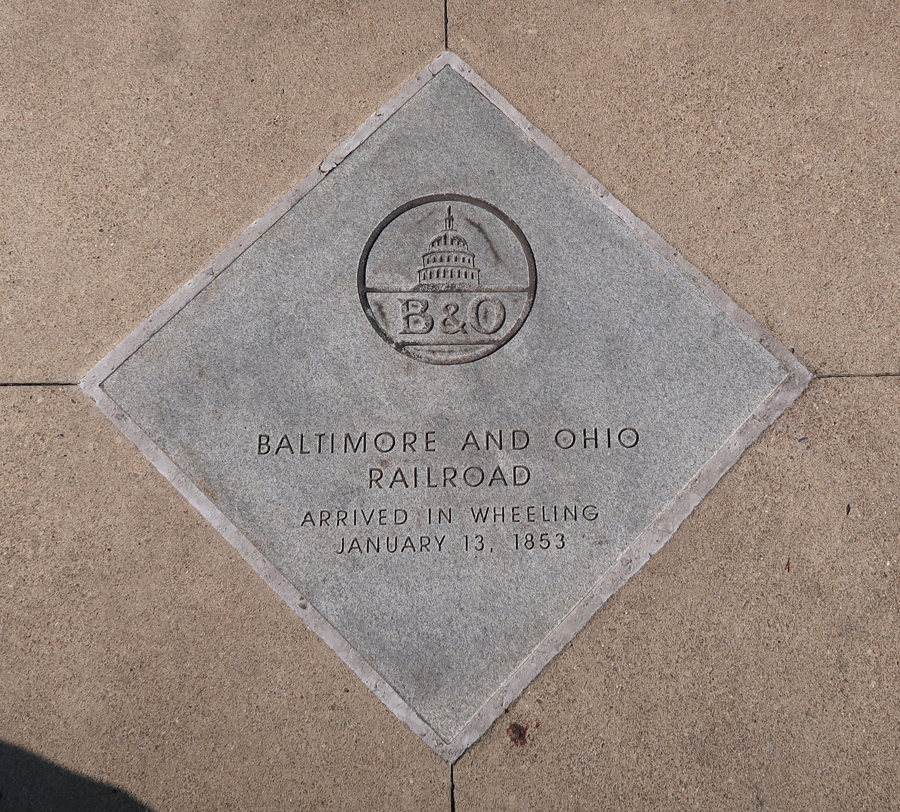 B&O
BALTIMORE AND OHIO
RAILROAD
ARRIVED IN WHEELING
JANUARY 13, 1853